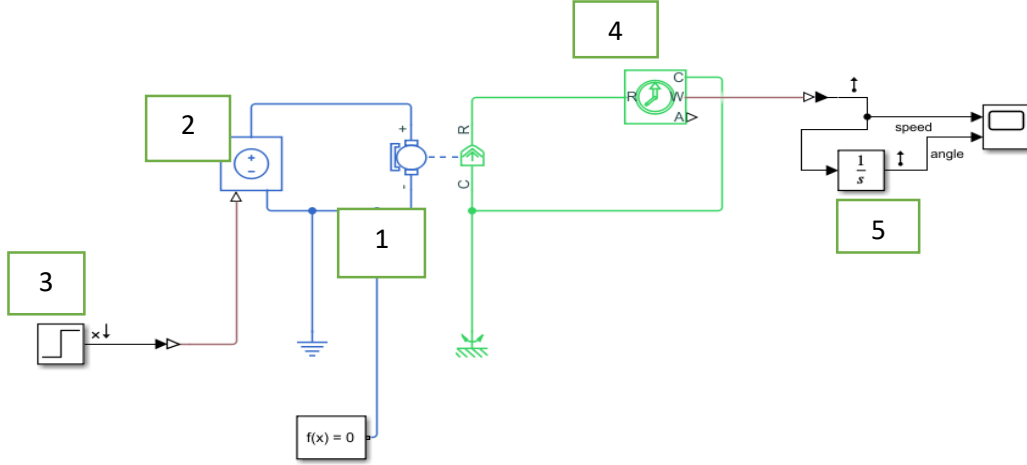 4
R
C
W
A
speed
angle
1
s
5
2
+
−
+
-
R
C
1
3
x
f(x) = 0